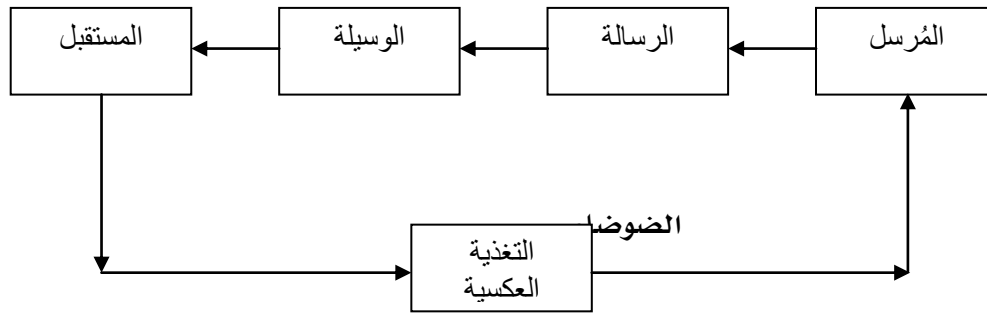 المُرسل
الرسالة
الوسيلة
المستقبل
التغذية
العكسية